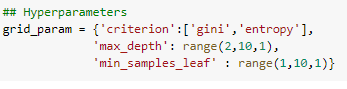 ## Hyperparameters
grid_param = {'criterion':['gini','entropy'],
'max_depth': range(2,10,1),
'min_samples_leaf' : range(1,10,1)}